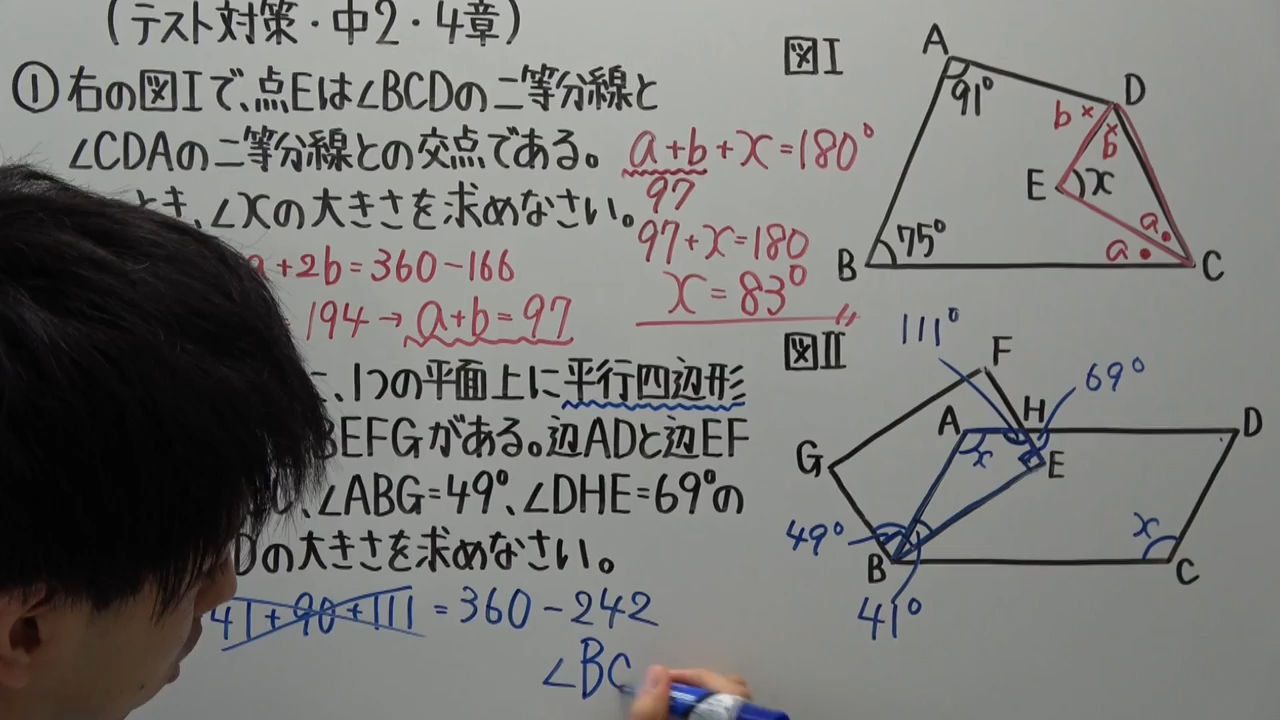 (テスト対策・中2・4章)
①右の図Iで、点Eは∠BCDの二等分線と
∠CDAの二等分線との交点である。
とき、∠xの大きさを求めなさい。
a+b+x=180°
97
97+x=180
x=83°
a+2b=360-166
194→a+b=97
、1つの平面上に平行四辺形
BEFGがある。辺ADと辺EF
、∠ABG=49°、∠DHE=69°の
Dの大きさを求めなさい。
41+90+111=360-242
∠BC
図I
A
91°
D
b
b
E
x
75°
a
a
B
C
図II
111°
F
69°
A
H
D
G
x
E
49°
x
B
C
41°